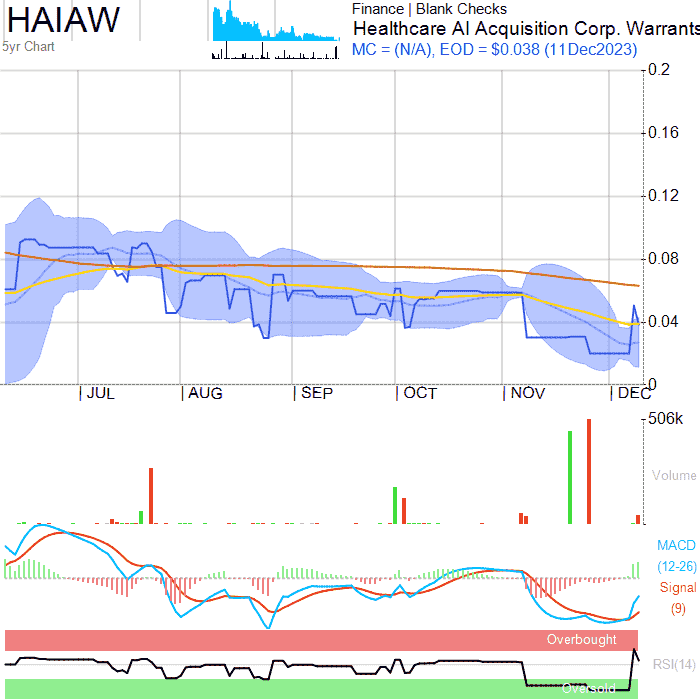 HAIAW
5yr Chart
Finance | Blank Checks
Healthcare AI Acquisition Corp. Warrants
MC = (N/A), EOD = $0.038 (11Dec2023)
0.2
0.16
0.12
0.08
0.04
0
JUL AUG SEP OCT NOV DEC
506k
Volume
MACD
(12-26)
Signal
(9)
Overbought
RSI(14)
Oversold